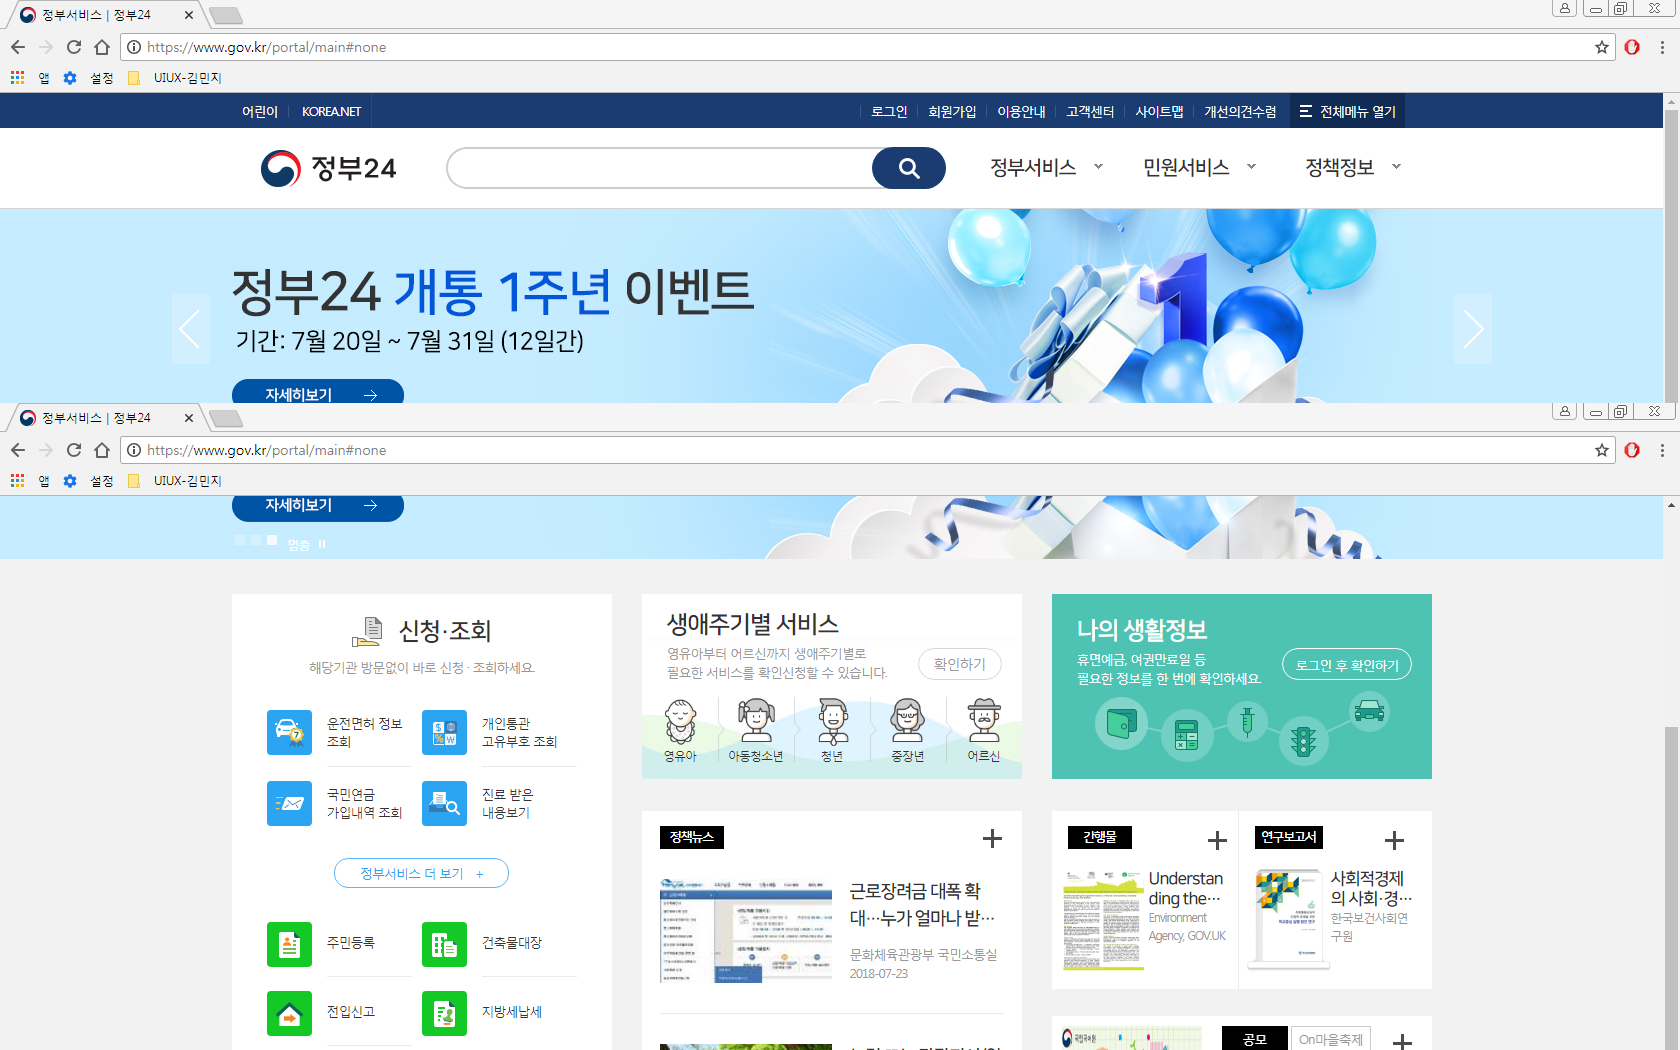 정부서비스 | 정부24
https://www.gov.kr/portal/main#none
앱 설정 UIUX-김민지
어린이 KOREA.NET 로그인 회원가입 이용안내 고객센터 사이트맵 개선의견수렴 전체메뉴 열기
정부24 정부서비스 민원서비스 정책정보
정부24 개통 1주년 이벤트
기간: 7월 20일 ~ 7월 31일 (12일간)
1
자세히보기
정부서비스 | 정부24
https://www.gov.kr/portal/main#none
앱 설정 UIUX-김민지
자세히보기
멈춤
신청·조회
해당기관 방문없이 바로 신청 · 조회하세요.
운전면허 정보
조회
개인통관
고유부호 조회
국민연금
가입내역 조회
진료 받은
내용보기
정부서비스 더 보기 +
주민등록
건축물대장
전입신고
지방세납세
생애주기별 서비스
영유아부터 어르신까지 생애주기별로
필요한 서비스를 확인신청할 수 있습니다.
확인하기
영유아 아동청소년 청년 중장년 어르신
나의 생활정보
휴면예금, 여권만료일 등
필요한 정보를 한 번에 확인하세요.
로그인 후 확인하기
정책뉴스
근로장려금 대폭 확
대…누가 얼마나 받…
문화체육관광부 국민소통실
2018-07-23
간행물
Understan
ding the…
Environment
Agency, GOV.UK
연구보고서
사회적경제
의 사회·경…
한국보건사회연
구원
국립국어원
공모 On마을축제